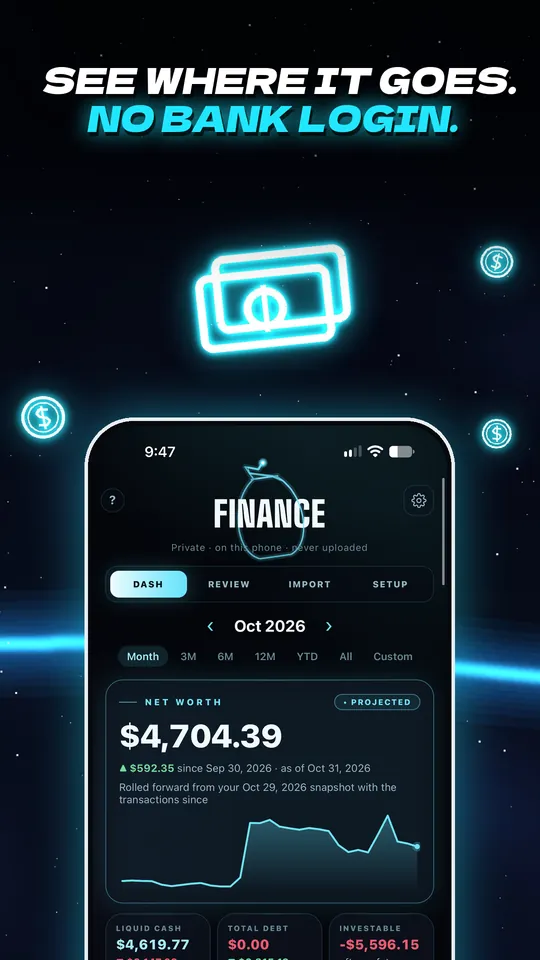 SEE WHERE IT GOES.
NO BANK LOGIN.
$
$
$
9:47
?
FINANCE
Private · on this phone · never uploaded
DASH REVIEW IMPORT SETUP
‹ Oct 2026 ›
Month 3M 6M 12M YTD All Custom
NET WORTH • PROJECTED
$4,704.39
▲ $592.35 since Sep 30, 2026 · as of Oct 31, 2026
Rolled forward from your Oct 29, 2026 snapshot with the
transactions since
LIQUID CASH TOTAL DEBT INVESTABLE
$4,619.77 $0.00 -$5,596.15